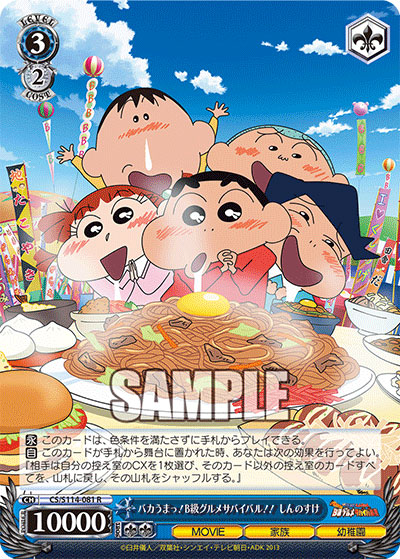 LEVEL
3
2
COST
たこやき
SAMPLE
永 このカードは、色条件を満たさずに手札からプレイできる。
自 このカードが手札から舞台に置かれた時、あなたは次の効果を行ってよい。
『相手は自分の控え室のCXを1枚選び、そのカード以外の控え室のカードすべ
てを、山札に戻し、その山札をシャッフルする。』
CH
CS/S114-081 R
バカうまっ!B級グルメサバイバル!! しんのすけ
10000
MOVIE
家族
幼稚園
©臼井儀人/双葉社・シンエイ・テレビ朝日・ADK 2013